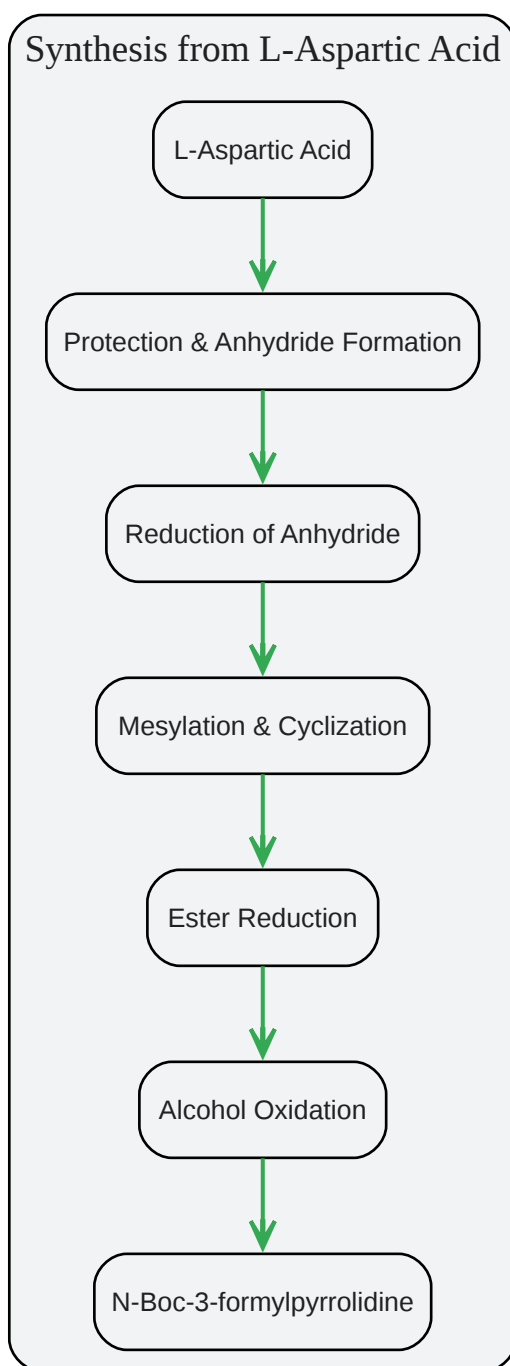 Synthesis from L-Aspartic Acid
L-Aspartic Acid
Protection & Anhydride Formation
Reduction of Anhydride
Mesylation & Cyclization
Ester Reduction
Alcohol Oxidation
N-Boc-3-formylpyrrolidine